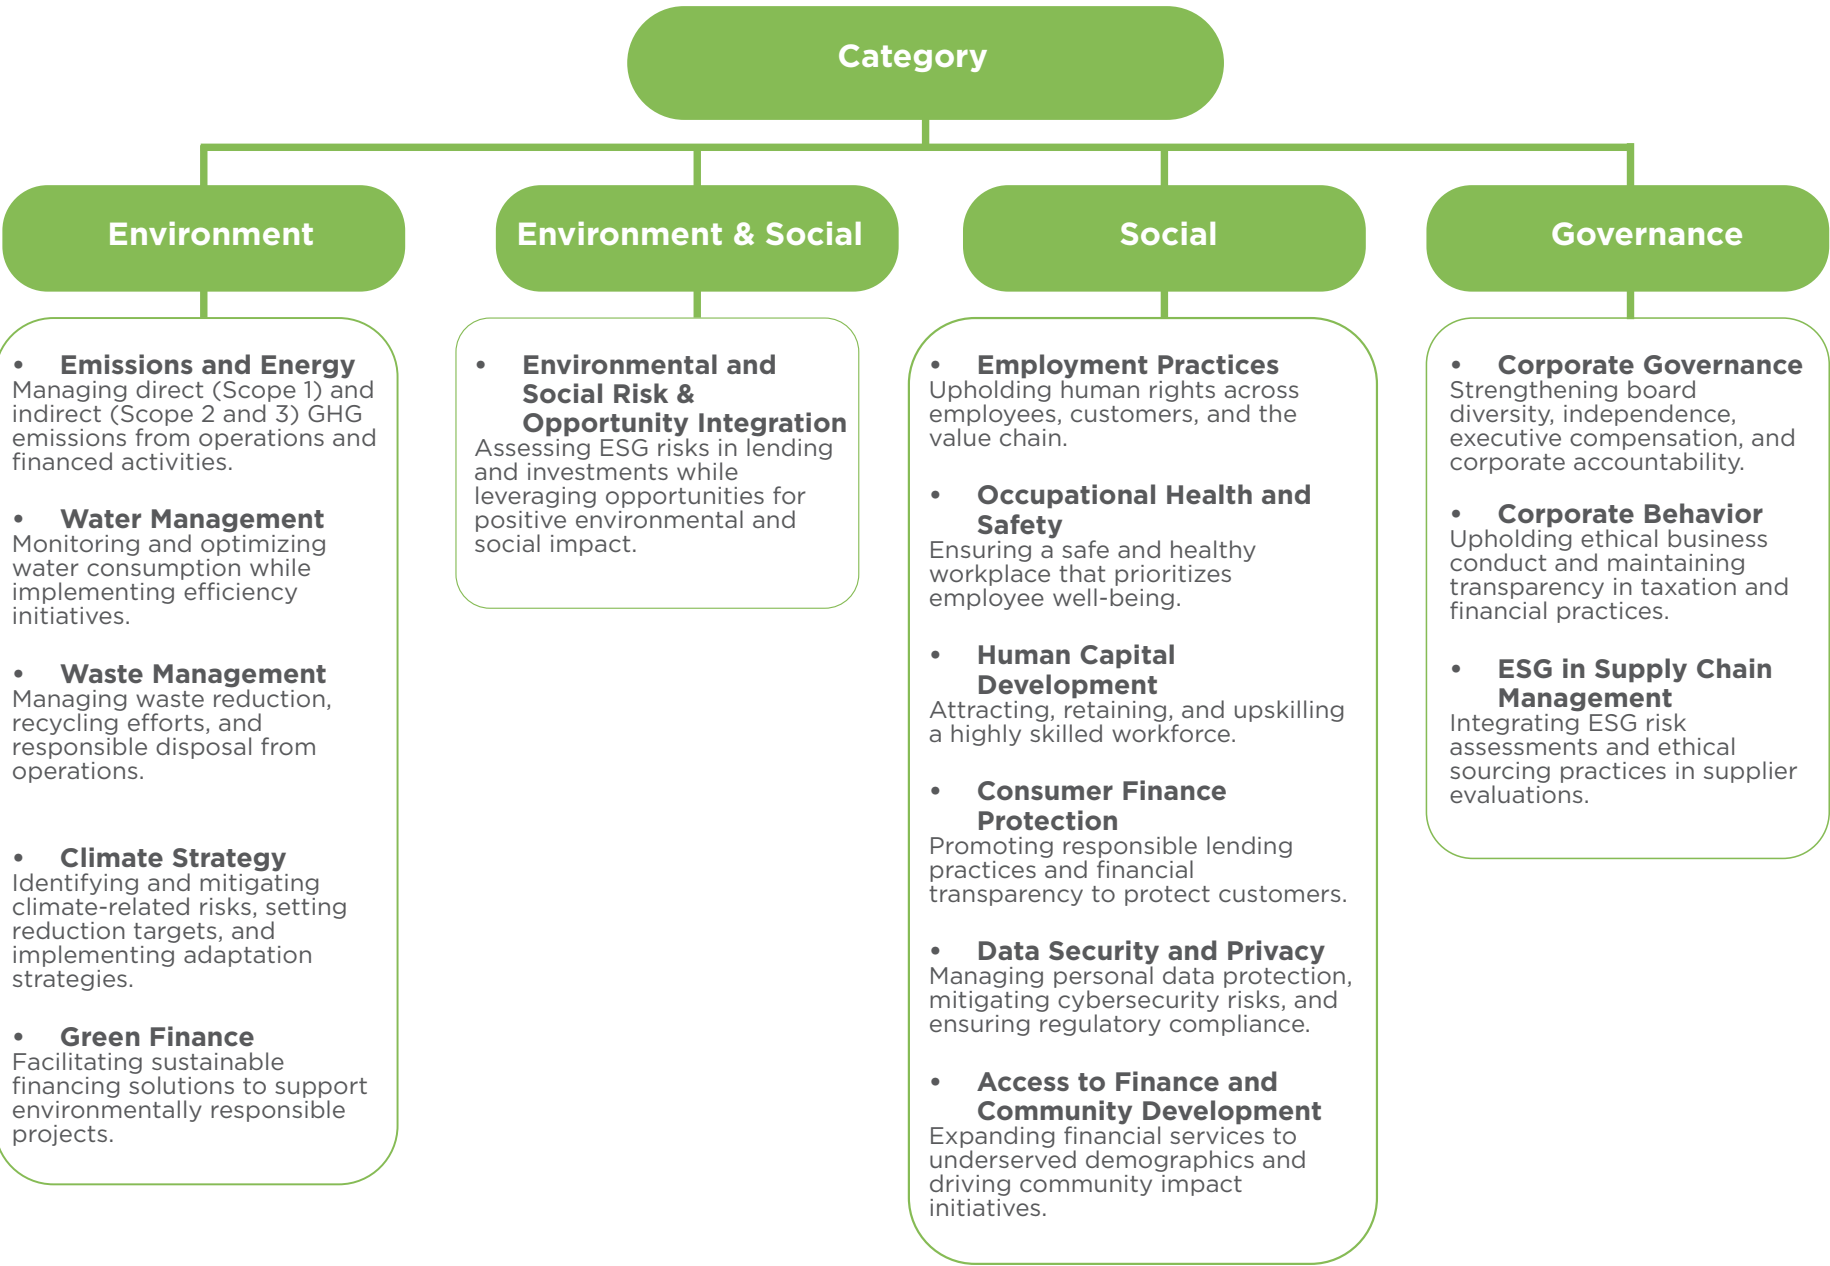 Category
Environment
Environment & Social
Social
Governance
• Emissions and Energy
Managing direct (Scope 1) and
indirect (Scope 2 and 3) GHG
emissions from operations and
financed activities.
• Water Management
Monitoring and optimizing
water consumption while
implementing efficiency
initiatives.
• Waste Management
Managing waste reduction,
recycling efforts, and
responsible disposal from
operations.
• Climate Strategy
Identifying and mitigating
climate-related risks, setting
reduction targets, and
implementing adaptation
strategies.
• Green Finance
Facilitating sustainable
financing solutions to support
environmentally responsible
projects.
• Environmental and
Social Risk &
Opportunity Integration
Assessing ESG risks in lending
and investments while
leveraging opportunities for
positive environmental and
social impact.
• Employment Practices
Upholding human rights across
employees, customers, and the
value chain.
• Occupational Health and
Safety
Ensuring a safe and healthy
workplace that prioritizes
employee well-being.
• Human Capital
Development
Attracting, retaining, and upskilling
a highly skilled workforce.
• Consumer Finance
Protection
Promoting responsible lending
practices and financial
transparency to protect customers.
• Data Security and Privacy
Managing personal data protection,
mitigating cybersecurity risks, and
ensuring regulatory compliance.
• Access to Finance and
Community Development
Expanding financial services to
underserved demographics and
driving community impact
initiatives.
• Corporate Governance
Strengthening board
diversity, independence,
executive compensation, and
corporate accountability.
• Corporate Behavior
Upholding ethical business
conduct and maintaining
transparency in taxation and
financial practices.
• ESG in Supply Chain
Management
Integrating ESG risk
assessments and ethical
sourcing practices in supplier
evaluations.